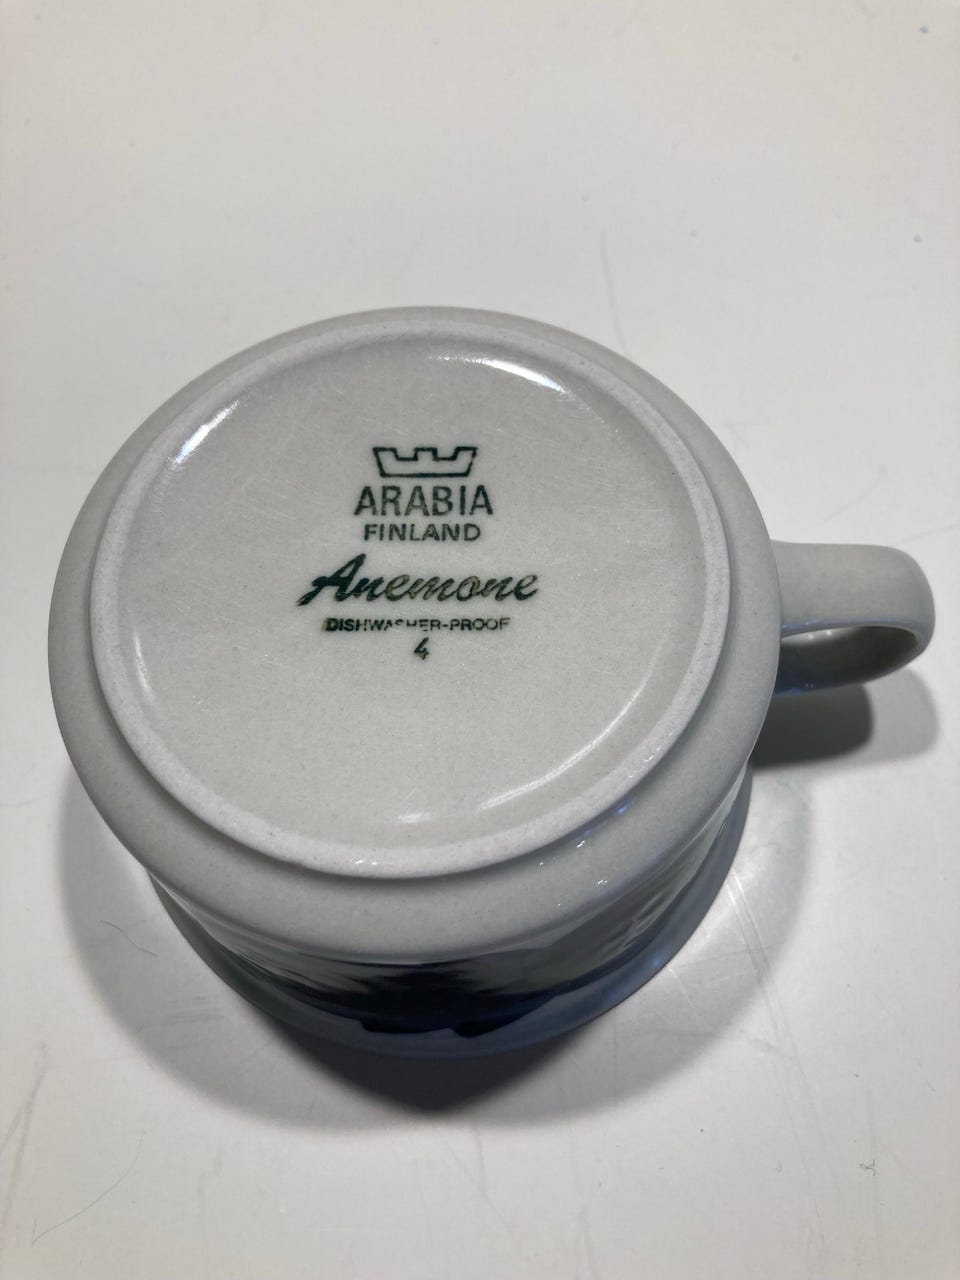 ARABIA
FINLAND
Anemone
DISHWASHER-PROOF
4